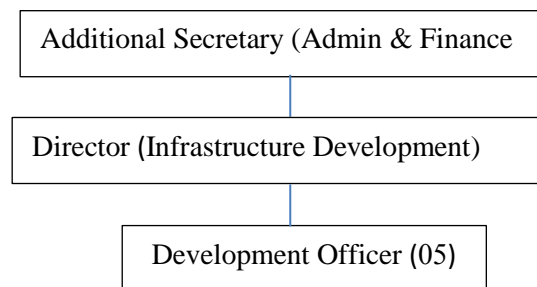 Additional Secretary (Admin & Finance
Director (Infrastructure Development)
Development Officer (05)